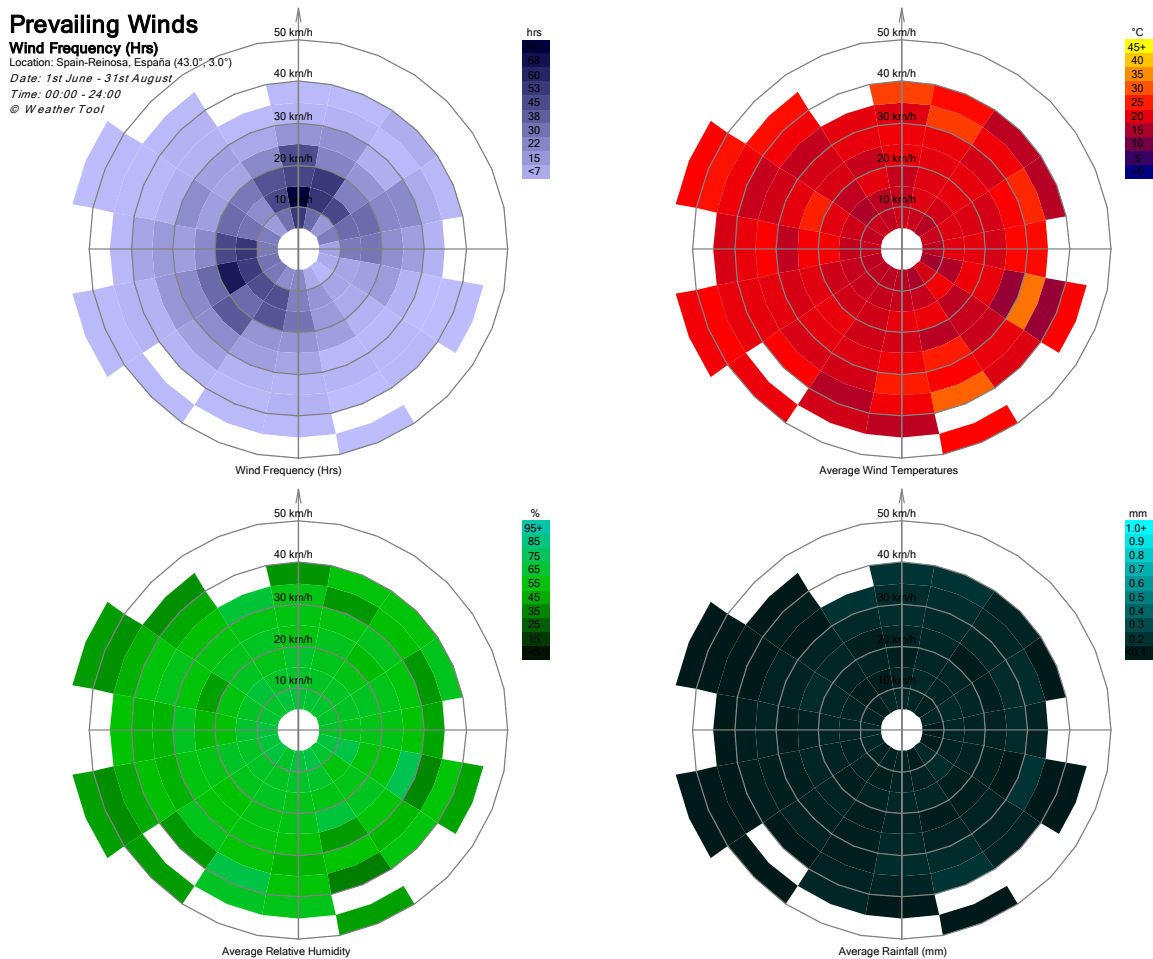 Prevailing Winds
Wind Frequency (Hrs)
Location: Spain-Reinosa, España (43.0°, 3.0°)
Date: 1st June - 31st August
Time: 00:00 - 24:00
© Weather Tool
50 km/h
40 km/h
30 km/h
20 km/h
10 km/h
hrs
68
60
53
45
38
30
22
15
<7
Wind Frequency (Hrs)
50 km/h
40 km/h
30 km/h
20 km/h
10 km/h
°C
45+
40
35
30
25
20
15
10
5
<0
Average Wind Temperatures
50 km/h
40 km/h
30 km/h
20 km/h
10 km/h
%
95+
85
75
65
55
45
35
25
15
Average Relative Humidity
50 km/h
40 km/h
30 km/h
20 km/h
10 km/h
mm
1.0+
0.9
0.8
0.7
0.6
0.5
0.4
0.3
0.2
<0.1
Average Rainfall (mm)